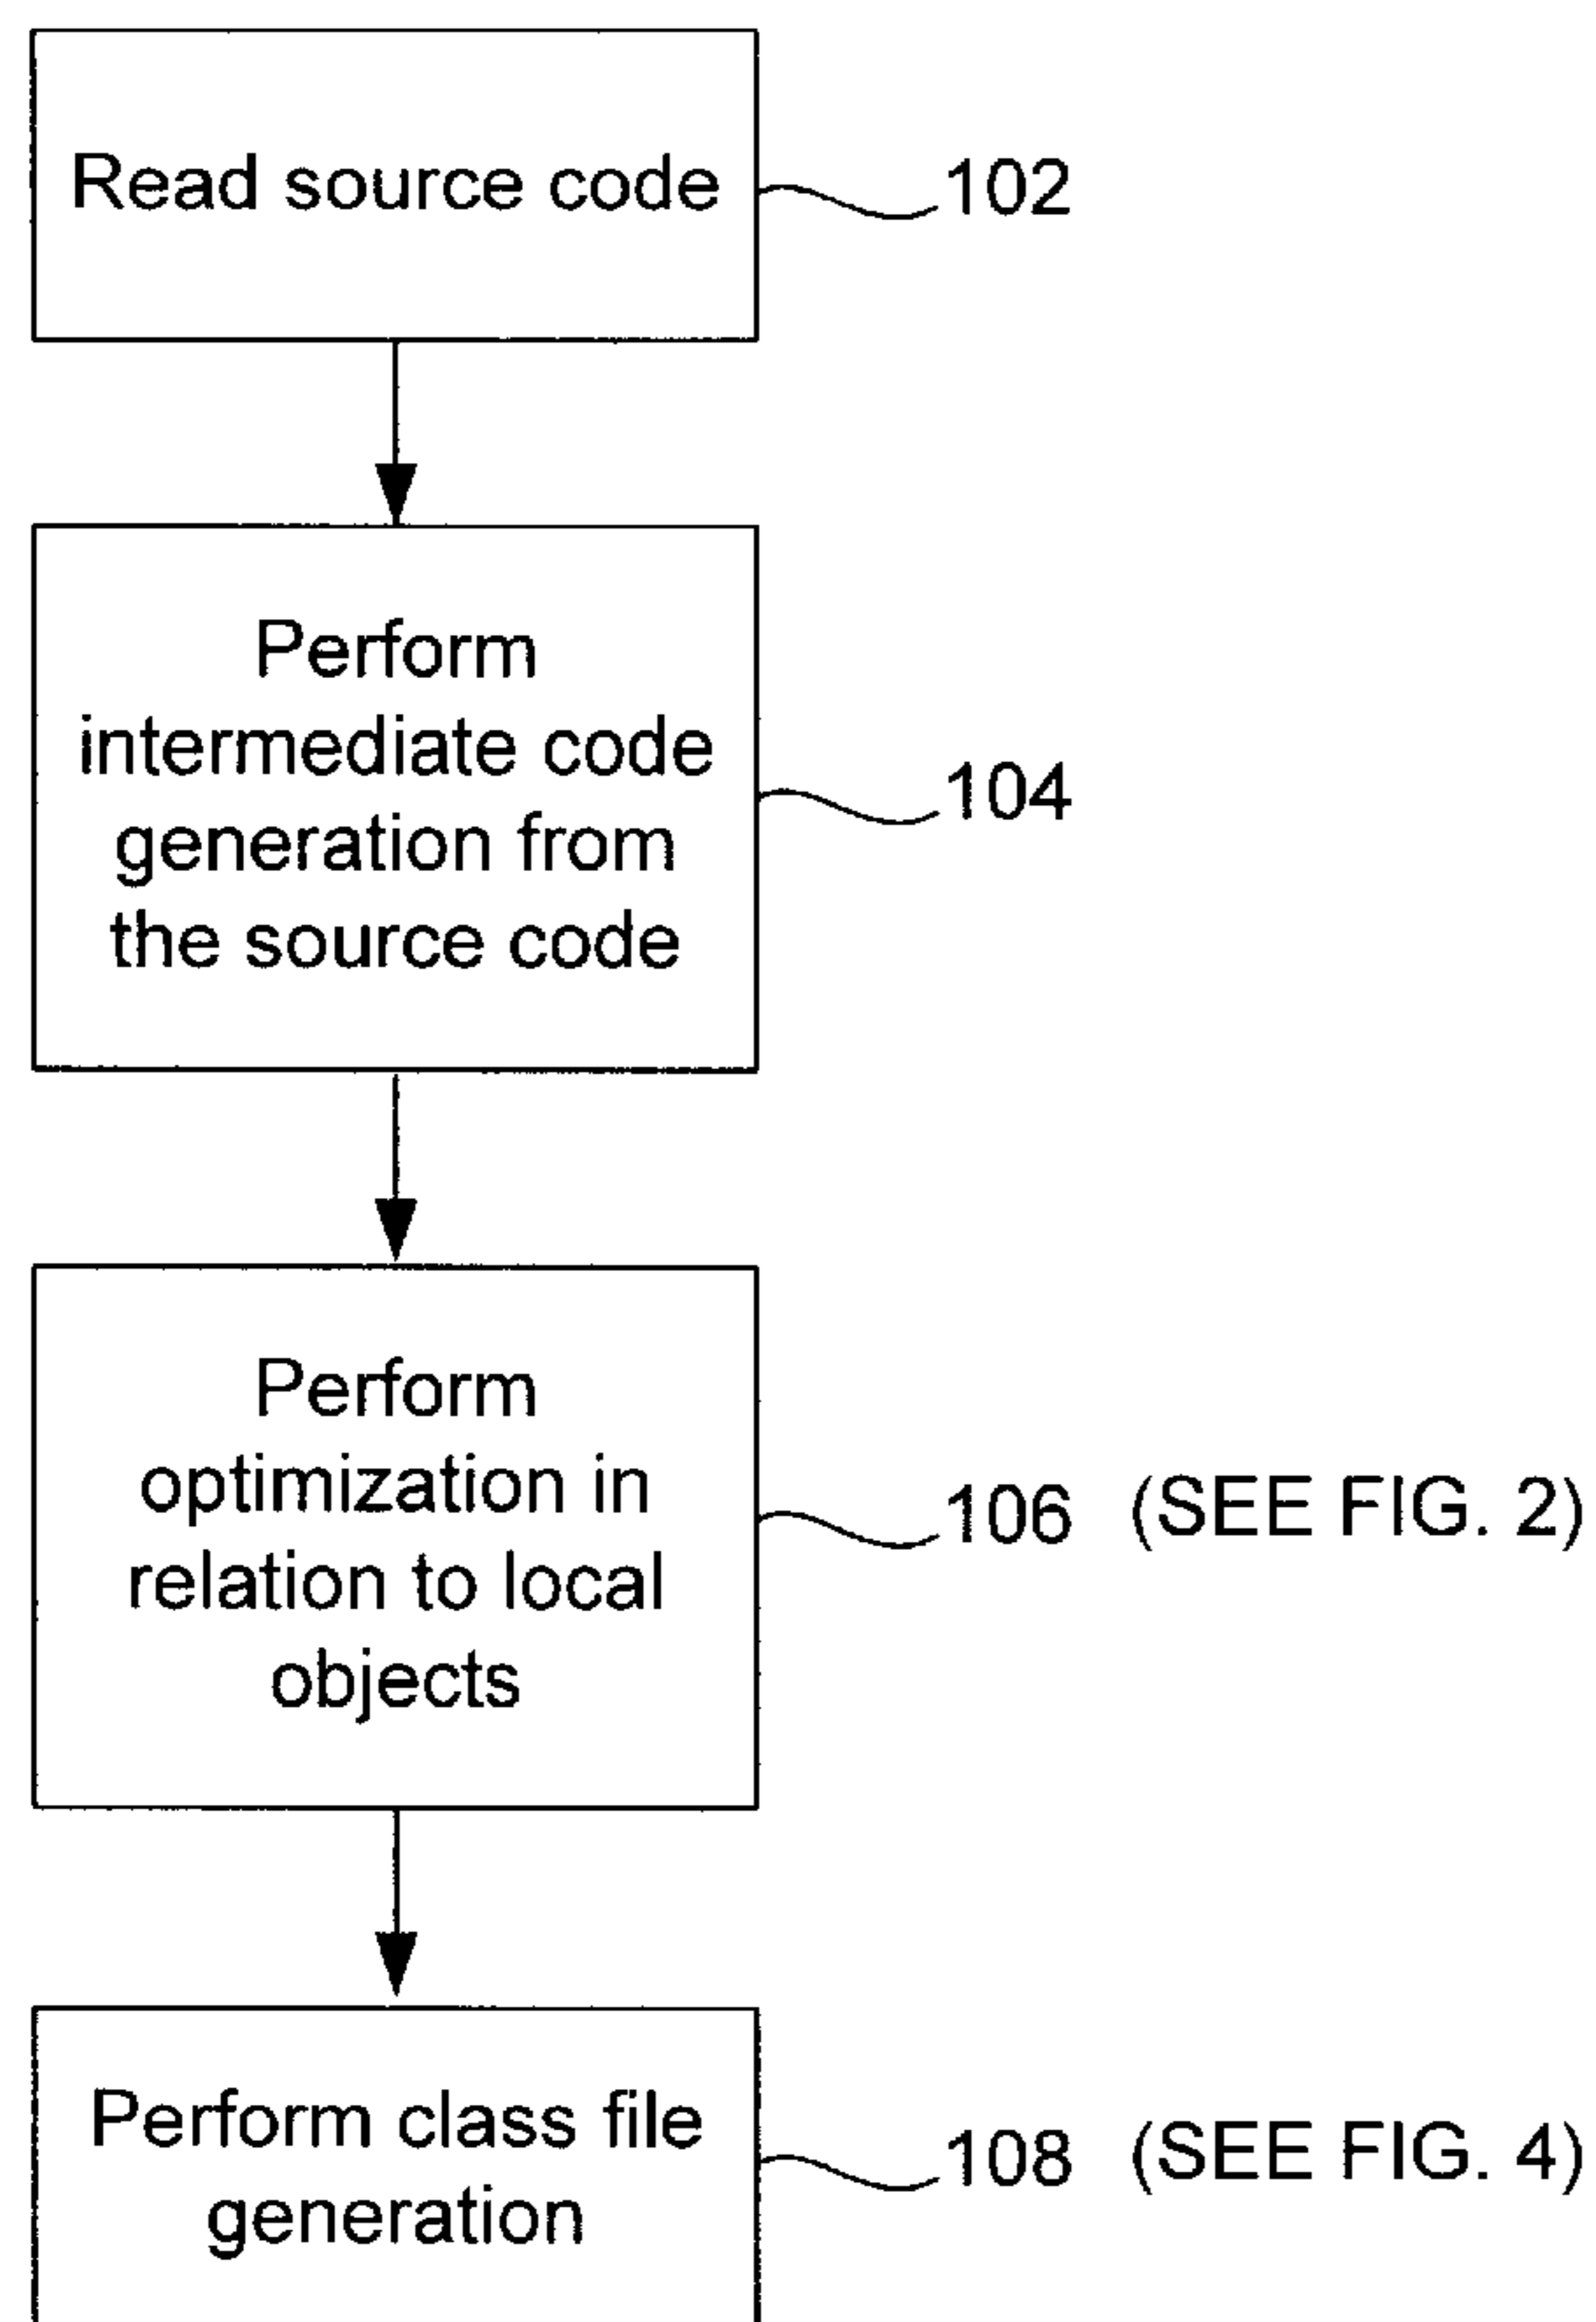 Read source code
102
Perform
intermediate code
generation from
the source code
104
Perform
optimization in
relation to local
objects
106 (SEE FIG. 2)
Perform class file
generation
108 (SEE FIG. 4)